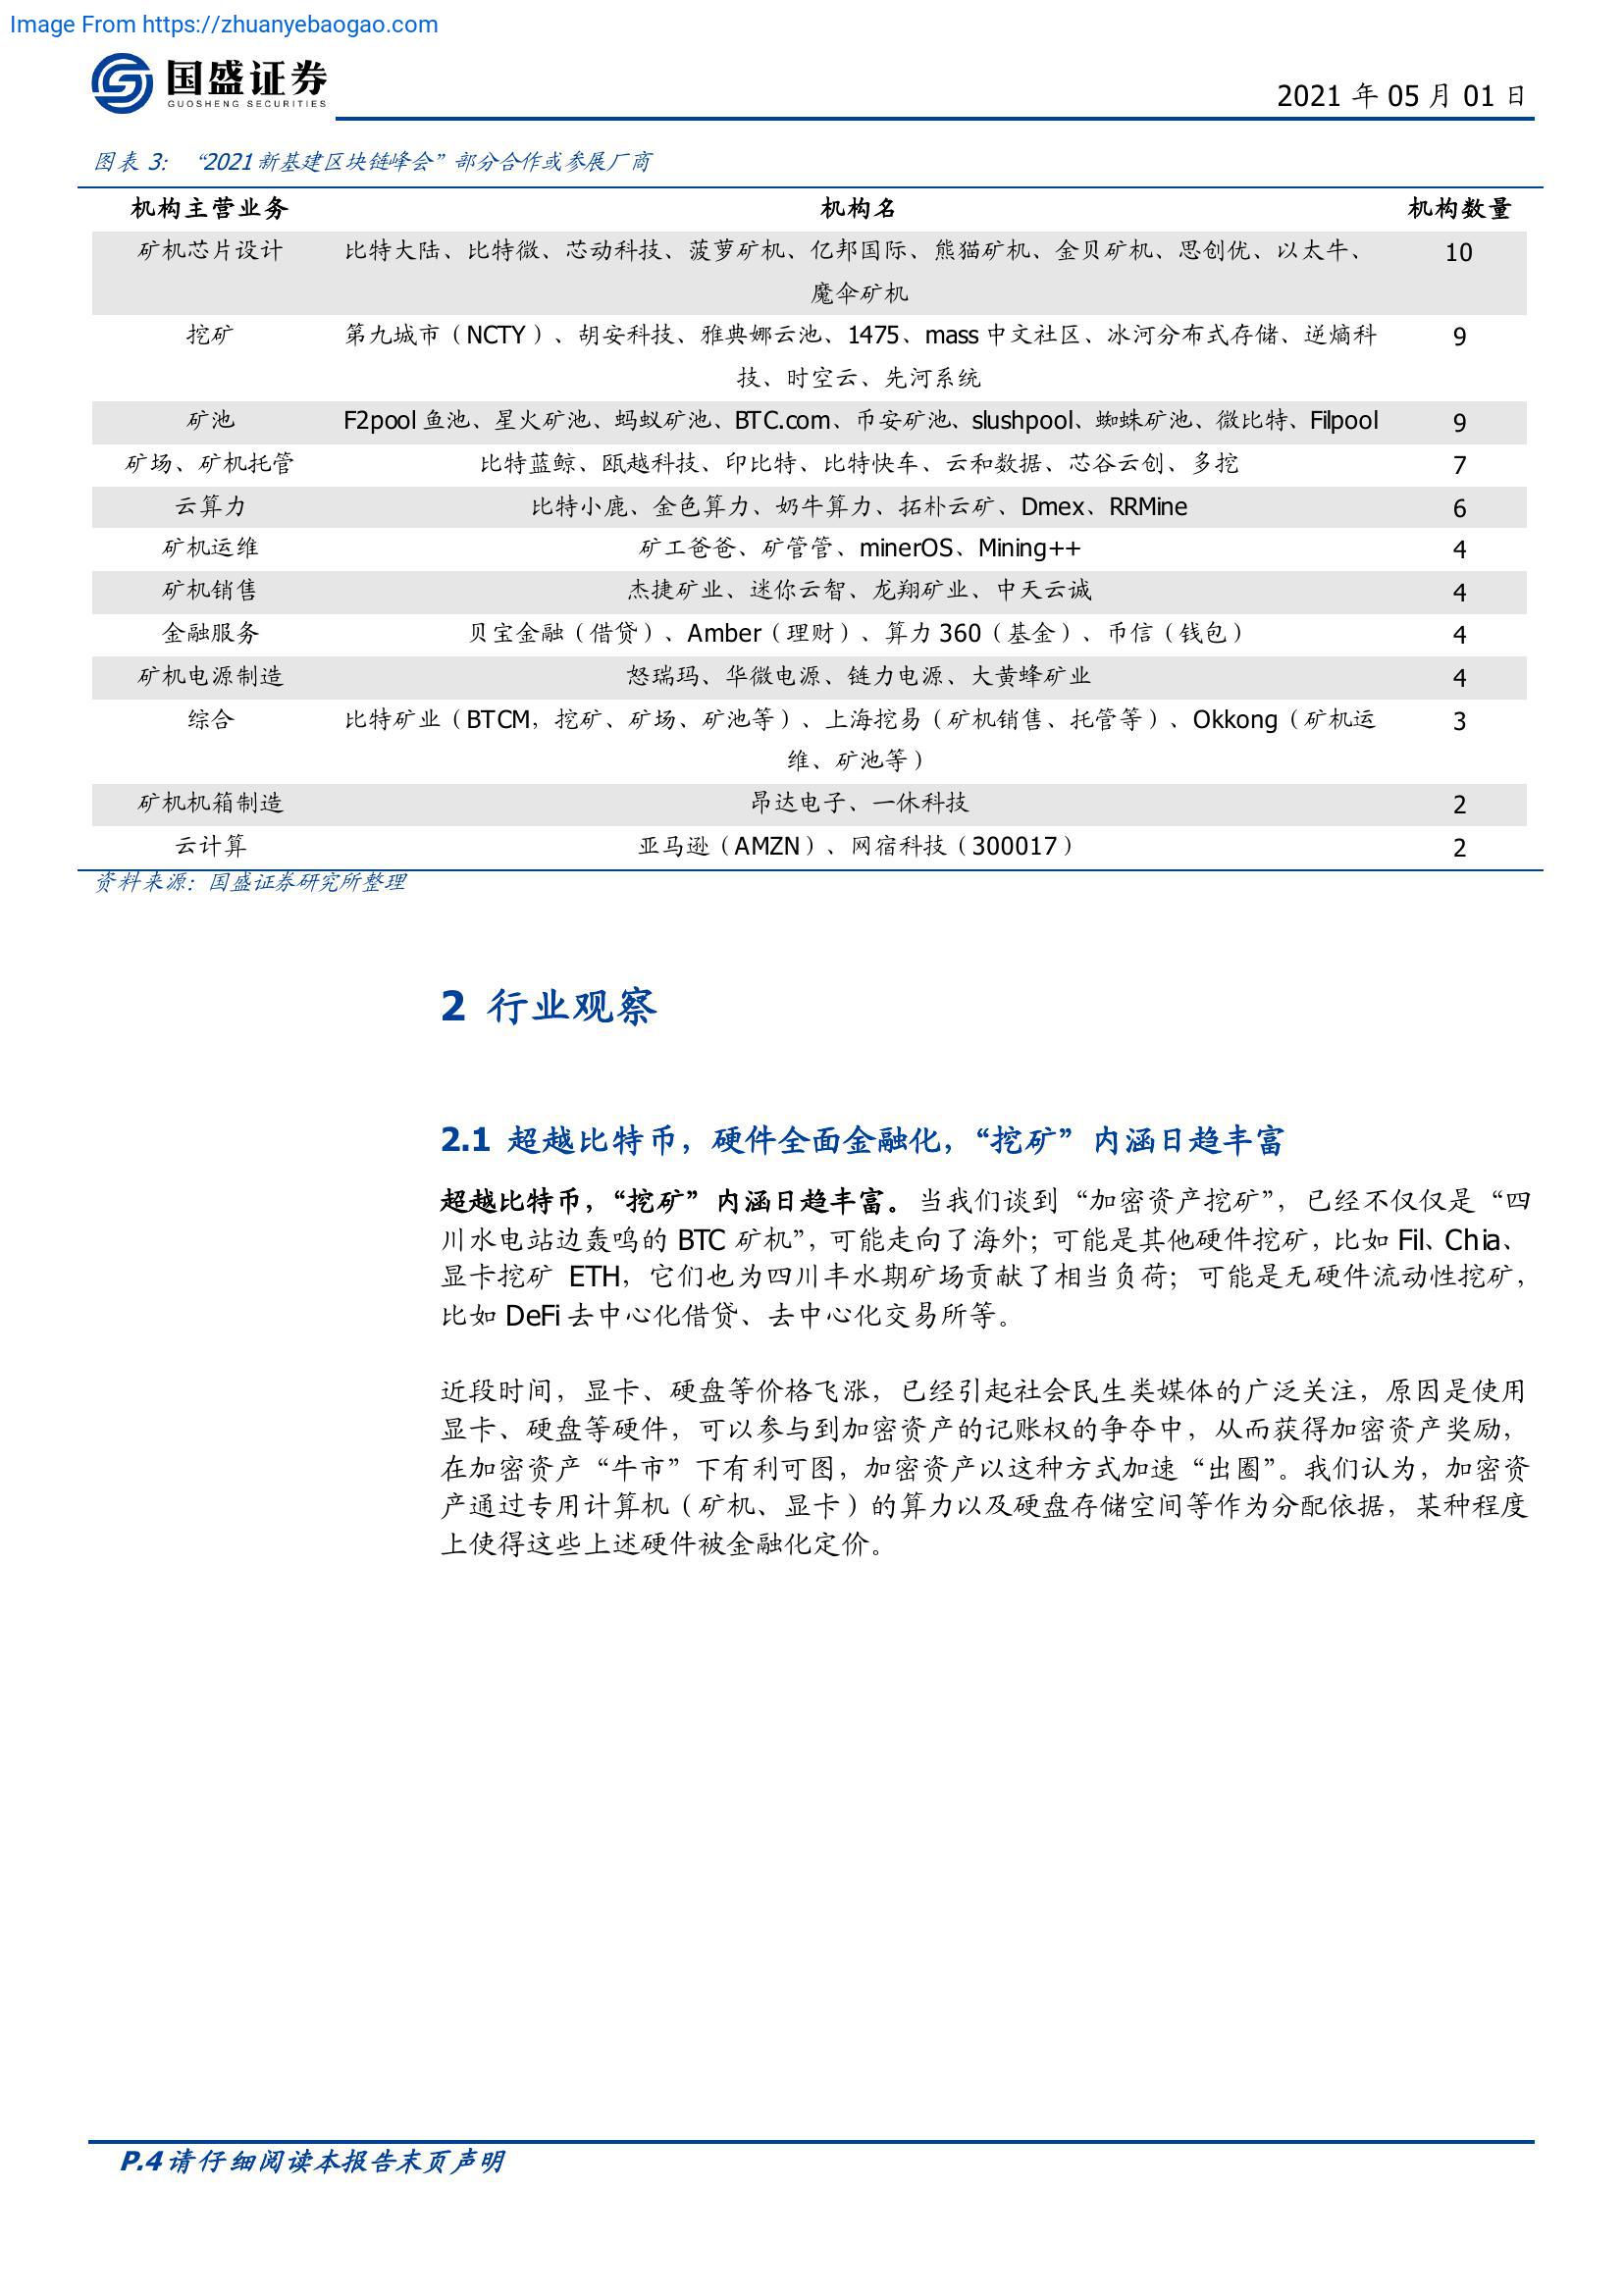 Image From https://zhuanyebaogao.com
国盛证券
GUOSHENG SECURITIES
2021 年 05 月 01 日
图表 3: “2021 新基建区块链峰会”部分合作或参展厂商
机构主营业务 机构名 机构数量
矿机芯片设计 比特大陆、比特微、芯动科技、菠萝矿机、亿邦国际、熊猫矿机、金贝矿机、思创优、以太牛、 10
魔伞矿机
挖矿 第九城市（NCTY）、胡安科技、雅典娜云池、1475、mass 中文社区、冰河分布式存储、逆熵科 9
技、时空云、先河系统
矿池 F2pool 鱼池、星火矿池、蚂蚁矿池、BTC.com、币安矿池、slushpool、蜘蛛矿池、微比特、Filpool 9
矿场、矿机托管 比特蓝鲸、瓯越科技、印比特、比特快车、云和数据、芯谷云创、多挖 7
云算力 比特小鹿、金色算力、奶牛算力、拓朴云矿、Dmex、RRMine 6
矿机运维 矿工爸爸、矿管管、minerOS、Mining++ 4
矿机销售 杰捷矿业、迷你云智、龙翔矿业、中天云诚 4
金融服务 贝宝金融（借贷）、Amber（理财）、算力 360（基金）、币信（钱包） 4
矿机电源制造 怒瑞玛、华微电源、链力电源、大黄蜂矿业 4
综合 比特矿业（BTCM，挖矿、矿场、矿池等）、上海挖易（矿机销售、托管等）、Okkong（矿机运 3
维、矿池等）
矿机机箱制造 昂达电子、一休科技 2
云计算 亚马逊（AMZN）、网宿科技（300017） 2
资料来源：国盛证券研究所整理
2 行业观察
2.1 超越比特币，硬件全面金融化，“挖矿”内涵日趋丰富
超越比特币，“挖矿”内涵日趋丰富。当我们谈到“加密资产挖矿”，已经不仅仅是“四
川水电站边轰鸣的 BTC 矿机”，可能走向了海外；可能是其他硬件挖矿，比如 Fil、Chia、
显卡挖矿 ETH，它们也为四川丰水期矿场贡献了相当负荷；可能是无硬件流动性挖矿，
比如 DeFi 去中心化借贷、去中心化交易所等。
近段时间，显卡、硬盘等价格飞涨，已经引起社会民生类媒体的广泛关注，原因是使用
显卡、硬盘等硬件，可以参与到加密资产的记账权的争夺中，从而获得加密资产奖励，
在加密资产“牛市”下有利可图，加密资产以这种方式加速“出圈”。我们认为，加密资
产通过专用计算机（矿机、显卡）的算力以及硬盘存储空间等作为分配依据，某种程度
上使得这些上述硬件被金融化定价。
P.4 请仔细阅读本报告末页声明